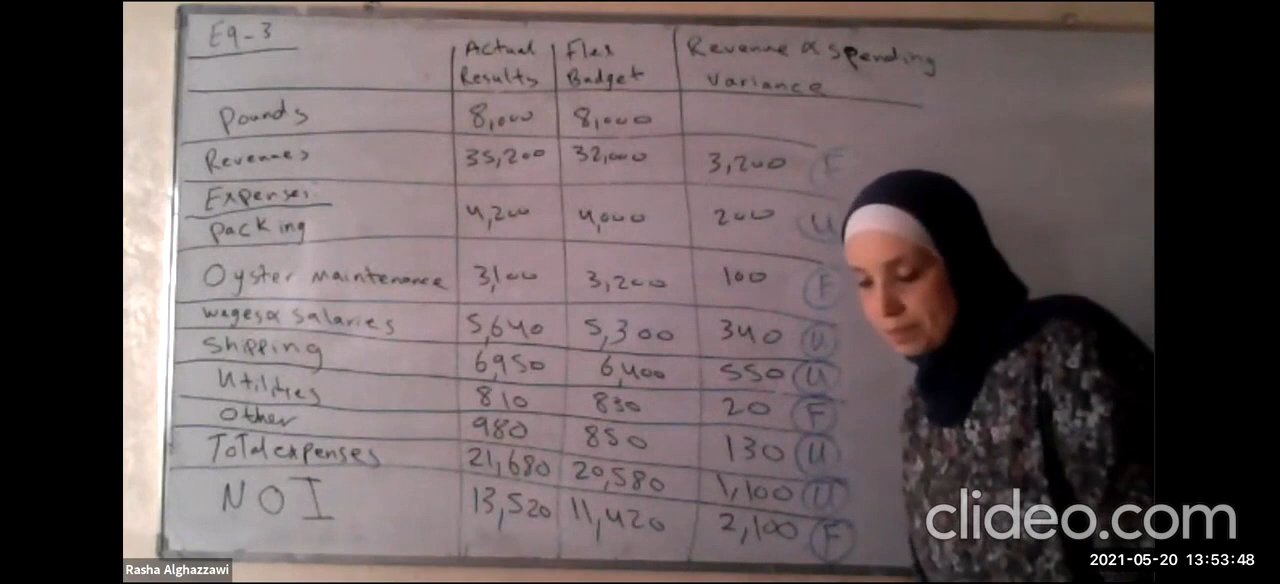 E9-3
Actual Results
Flex Budget
Revenue & spending Variance
Pounds 8,000 8,000
Revenues 35,200 32,000 3,200 F
Expenses:
Packing 4,200 4,000 200 U
Oyster maintenance 3,100 3,200 100 F
wages & salaries 5,640 5,300 340 U
Shipping 6,950 6,400 550 U
Utilities 810 830 20 F
Other 980 850 130 U
Total expenses 21,680 20,580 1,100 U
NOI 13,520 11,420 2,100 F
clideo.com
2021-05-20 13:53:48
Rasha Alghazzawi